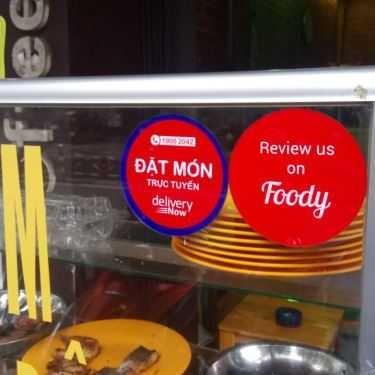 1900 2042
ĐẶT MÓN
TRỰC TUYẾN
delivery
Now
Review us
on
Foody
M